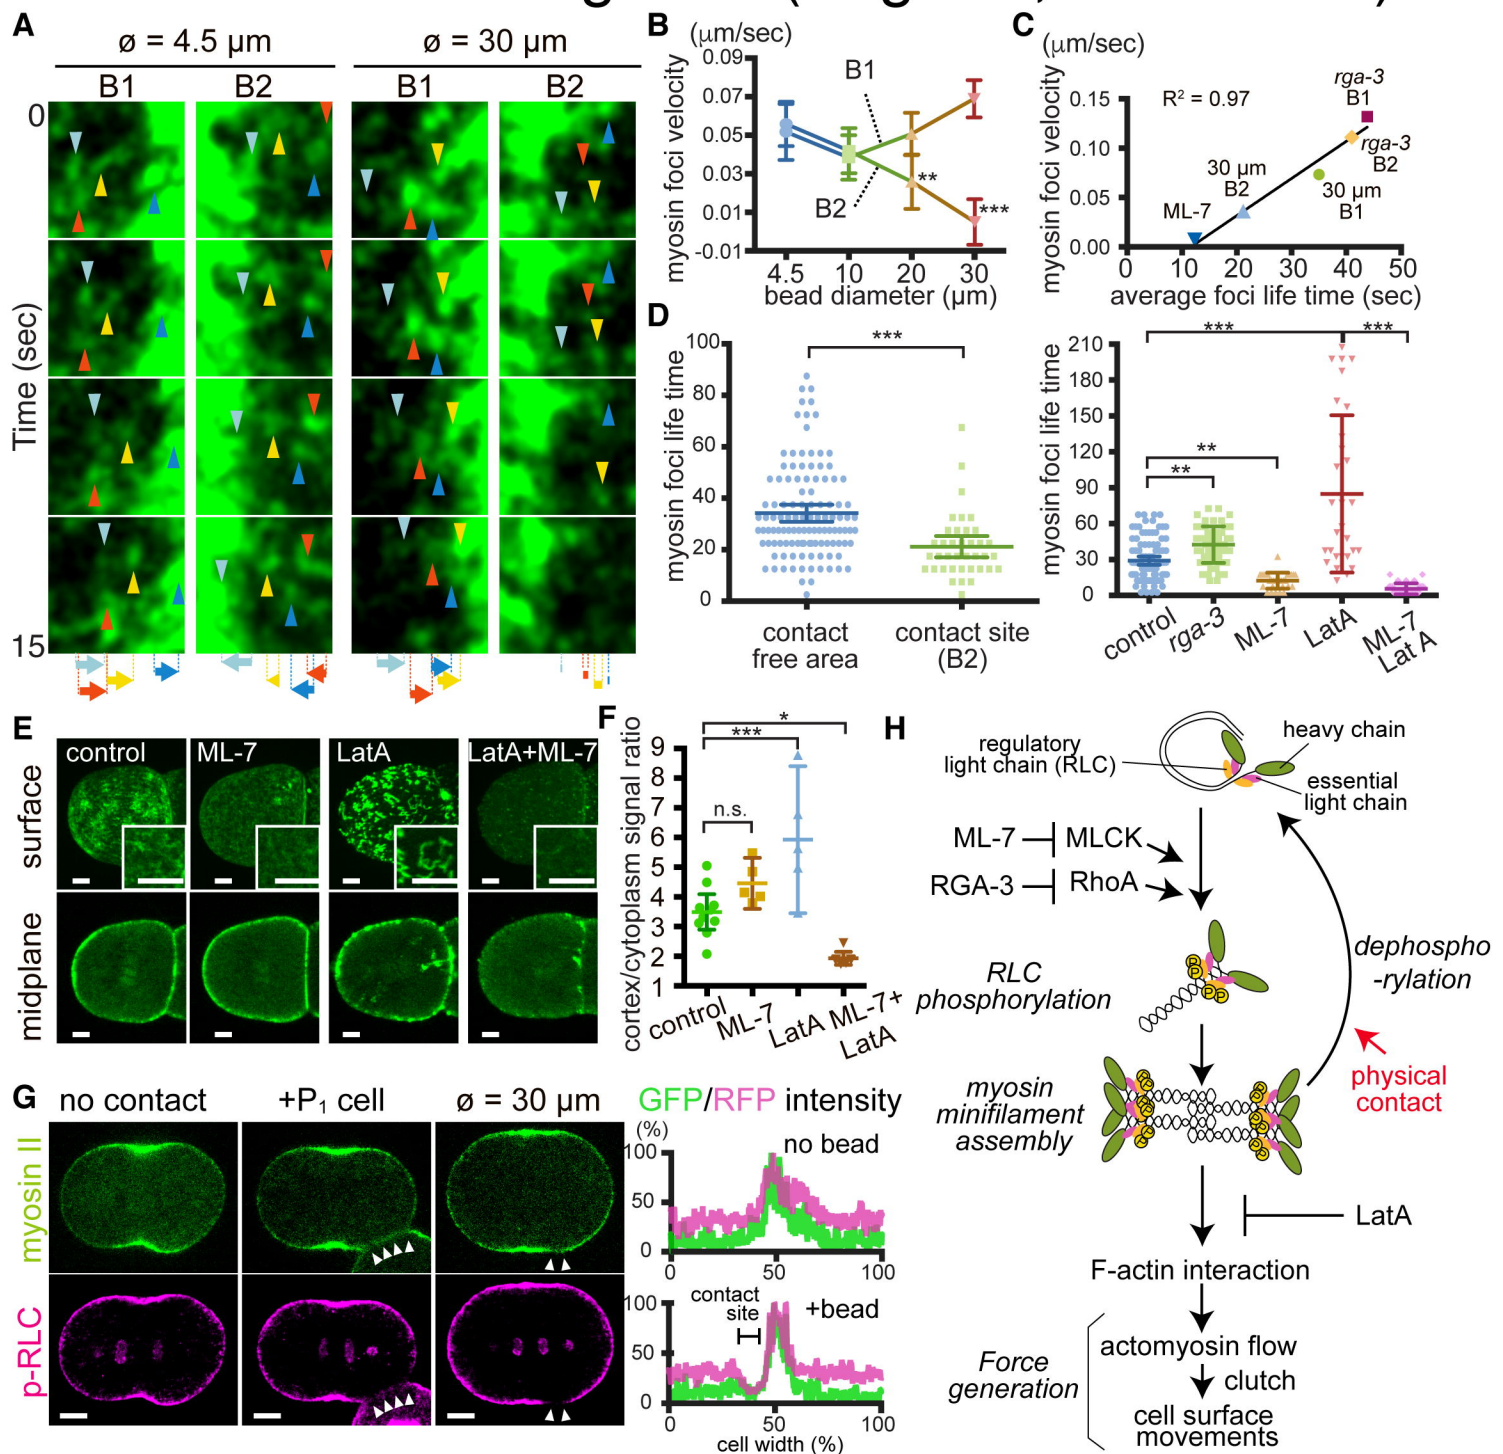 A
ø = 4.5 µm
ø = 30 µm
B1
B2
B1
B2
0
Time (sec)
15
B
(µm/sec)
myosin foci velocity
0.09
0.07
0.05
0.03
0.01
-0.01
B1
B2
**
***
4.5
10
20
30
bead diameter (µm)
C
(µm/sec)
myosin foci velocity
0.15
0.10
0.05
0.00
R² = 0.97
rga-3
B1
rga-3
B2
30 µm
B2
30 µm
B1
ML-7
0
10
20
30
40
50
average foci life time (sec)
D
myosin foci life time
100
80
60
40
20
0
***
contact
free area
contact site
(B2)
myosin foci life time
210
180
150
120
90
60
30
0
***
***
**
**
control
rga-3
ML-7
LatA
ML-7
Lat A
E
surface
midplane
control
ML-7
LatA
LatA+ML-7
F
cortex/cytoplasm signal ratio
9
8
7
6
5
4
3
2
1
*
***
n.s.
control
ML-7
LatA
ML-7+
LatA
G
no contact
+P₁ cell
ø = 30 µm
myosin II
p-RLC
GFP/RFP intensity
(%)
100
50
0
no bead
0
50
100
100
50
0
contact
site
+bead
0
50
100
cell width (%)
H
regulatory
light chain (RLC)
heavy chain
essential
light chain
ML-7
MLCK
RGA-3
RhoA
RLC
phosphorylation
P
P
P
P
dephospho
-rylation
physical
contact
myosin
minifilament
assembly
LatA
F-actin interaction
actomyosin flow
clutch
cell surface
movements
Force
generation